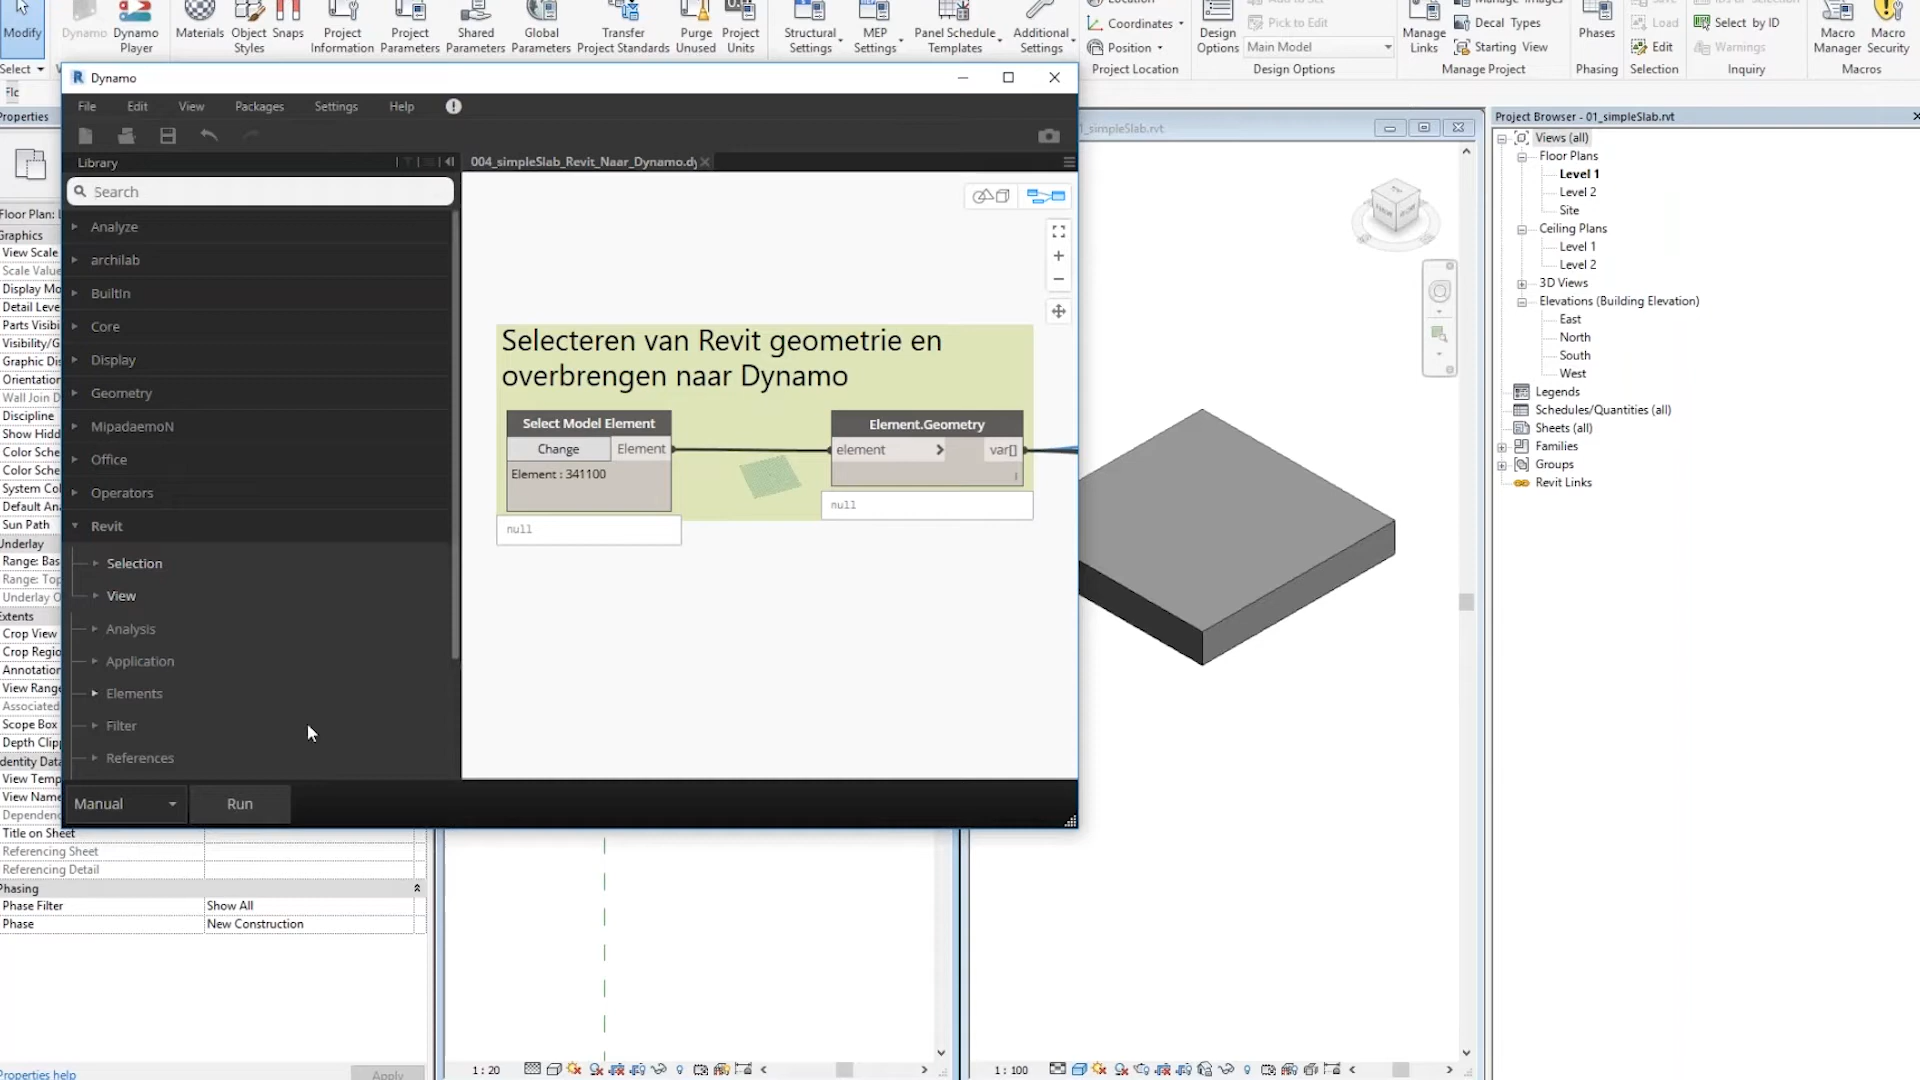 Modify
Dynamo
Dynamo Player
Materials
Object Styles
Snaps
Project Information
Project Parameters
Shared Parameters
Global Parameters
Transfer Project Standards
Purge Unused
Project Units
Structural Settings
MEP Settings
Panel Schedule Templates
Additional Settings
Coordinates
Position
Design Options
Pick to Edit
Main Model
Manage Links
Decal Types
Starting View
Phases
Load
Edit
Select by ID
Warnings
Macro Manager
Macro Security
Select
Project Location
Design Options
Manage Project
Phasing
Selection
Inquiry
Macros
Dynamo
File
Edit
View
Packages
Settings
Help
Library
004_simpleSlab_Revit_Naar_Dynamo.dy
Search
Analyze
archilab
BuiltIn
Core
Display
Geometry
MipadaemoN
Office
Operators
Revit
Selection
View
Analysis
Application
Elements
Filter
References
Manual
Run
Selecteren van Revit geometrie en
overbrengen naar Dynamo
Select Model Element
Change
Element
Element : 341100
null
Element.Geometry
element
>
var[]
null
Properties
Floor Plan: L
Graphics
View Scale
Scale Value
Display Mo
Detail Leve
Parts Visibi
Visibility/G
Graphic Dis
Orientation
Wall Join D
Discipline
Show Hidd
Color Sche
Color Sche
System Col
Default Ana
Sun Path
Underlay
Range: Bas
Range: Top
Underlay O
Extents
Crop View
Crop Regio
Annotation
View Range
Associated
Scope Box
Depth Clip
Identity Data
View Temp
View Name
Dependenc
Title on Sheet
Referencing Sheet
Referencing Detail
Phasing
Phase Filter
Show All
Phase
New Construction
Properties help
Apply
1 : 20
1_simpleSlab.rvt
1 : 100
Project Browser - 01_simpleSlab.rvt
Views (all)
Floor Plans
Level 1
Level 2
Site
Ceiling Plans
Level 1
Level 2
3D Views
Elevations (Building Elevation)
East
North
South
West
Legends
Schedules/Quantities (all)
Sheets (all)
Families
Groups
Revit Links